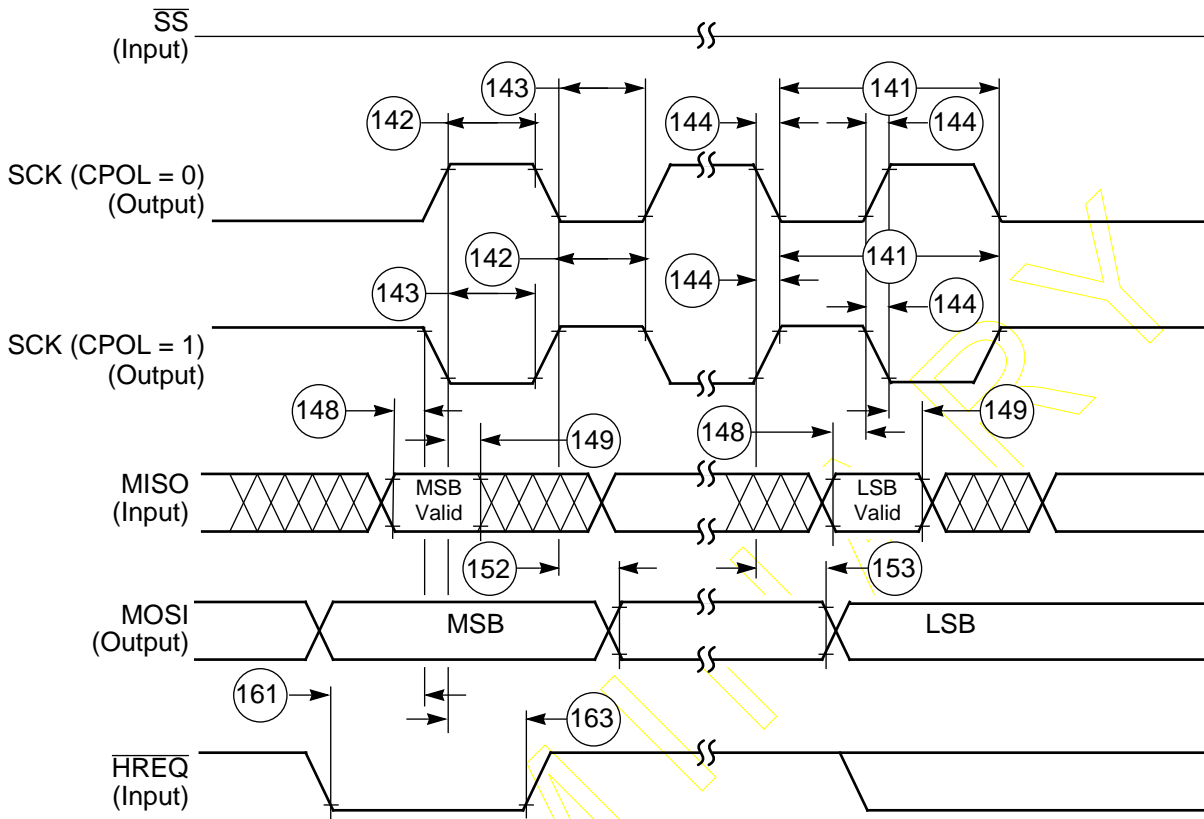 SS
(Input)
143
141
142
144
144
SCK (CPOL = 0)
(Output)
142
141
143
144
144
SCK (CPOL = 1)
(Output)
148
149
148
149
MISO
(Input)
MSB
Valid
LSB
Valid
152
153
MOSI
(Output)
MSB
LSB
161
163
HREQ
(Input)